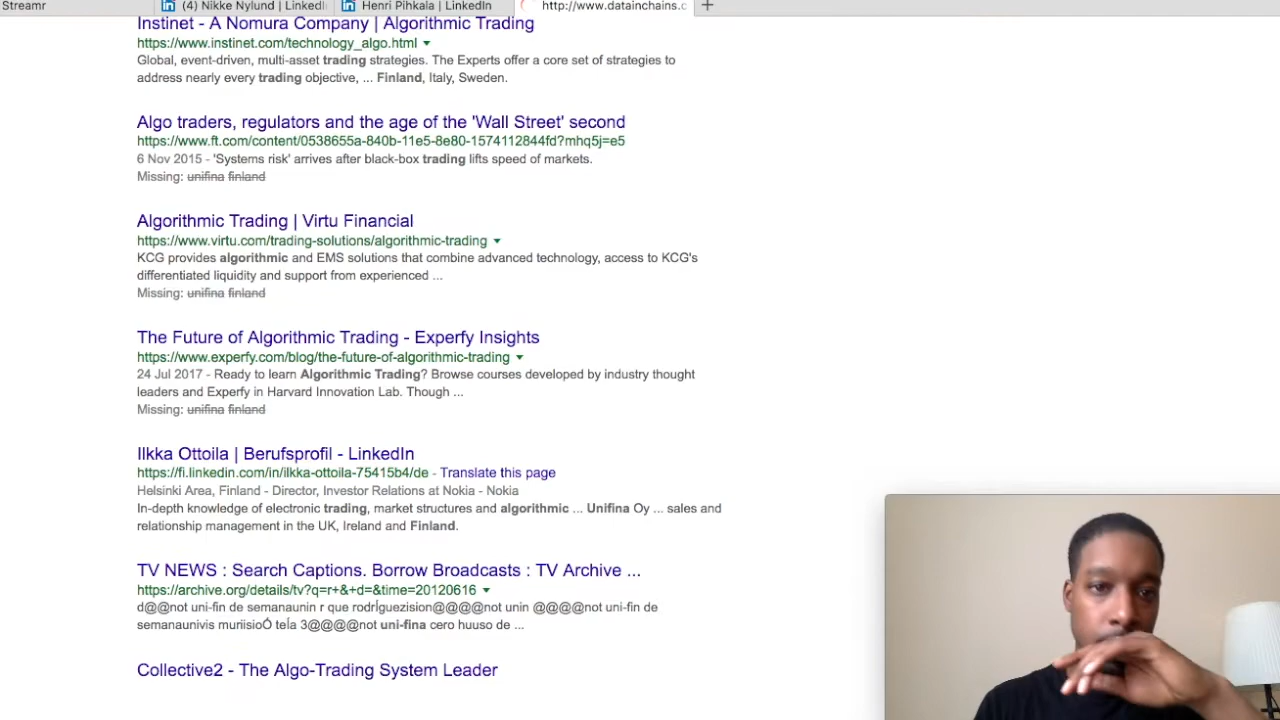 Streamr
(4) Nikke Nylund | LinkedI
Henri Pihkala | LinkedIn
http://www.datainchains.c
Instinet - A Nomura Company | Algorithmic Trading
https://www.instinet.com/technology_algo.html
Global, event-driven, multi-asset trading strategies. The Experts offer a core set of strategies to
address nearly every trading objective, ... Finland, Italy, Sweden.
Algo traders, regulators and the age of the 'Wall Street' second
https://www.ft.com/content/0538655a-840b-11e5-8e80-1574112844fd?mhq5j=e5
6 Nov 2015 - 'Systems risk' arrives after black-box trading lifts speed of markets.
Missing: unifina finland
Algorithmic Trading | Virtu Financial
https://www.virtu.com/trading-solutions/algorithmic-trading
KCG provides algorithmic and EMS solutions that combine advanced technology, access to KCG's
differentiated liquidity and support from experienced ...
Missing: unifina finland
The Future of Algorithmic Trading - Experfy Insights
https://www.experfy.com/blog/the-future-of-algorithmic-trading
24 Jul 2017 - Ready to learn Algorithmic Trading? Browse courses developed by industry thought
leaders and Experfy in Harvard Innovation Lab. Though ...
Missing: unifina finland
Ilkka Ottoila | Berufsprofil - LinkedIn
https://fi.linkedin.com/in/ilkka-ottoila-75415b4/de - Translate this page
Helsinki Area, Finland - Director, Investor Relations at Nokia - Nokia
In-depth knowledge of electronic trading, market structures and algorithmic ... Unifina Oy ... sales and
relationship management in the UK, Ireland and Finland.
TV NEWS : Search Captions. Borrow Broadcasts : TV Archive ...
https://archive.org/details/tv?q=r+&+d=&time=20120616
d@@not uni-fin de semanaunin r que rodrÍguezision@@@@not unin @@@@not uni-fin de
semanaunivis muriisioÓ teÍa 3@@@@not uni-fina cero huuso de ...
Collective2 - The Algo-Trading System Leader